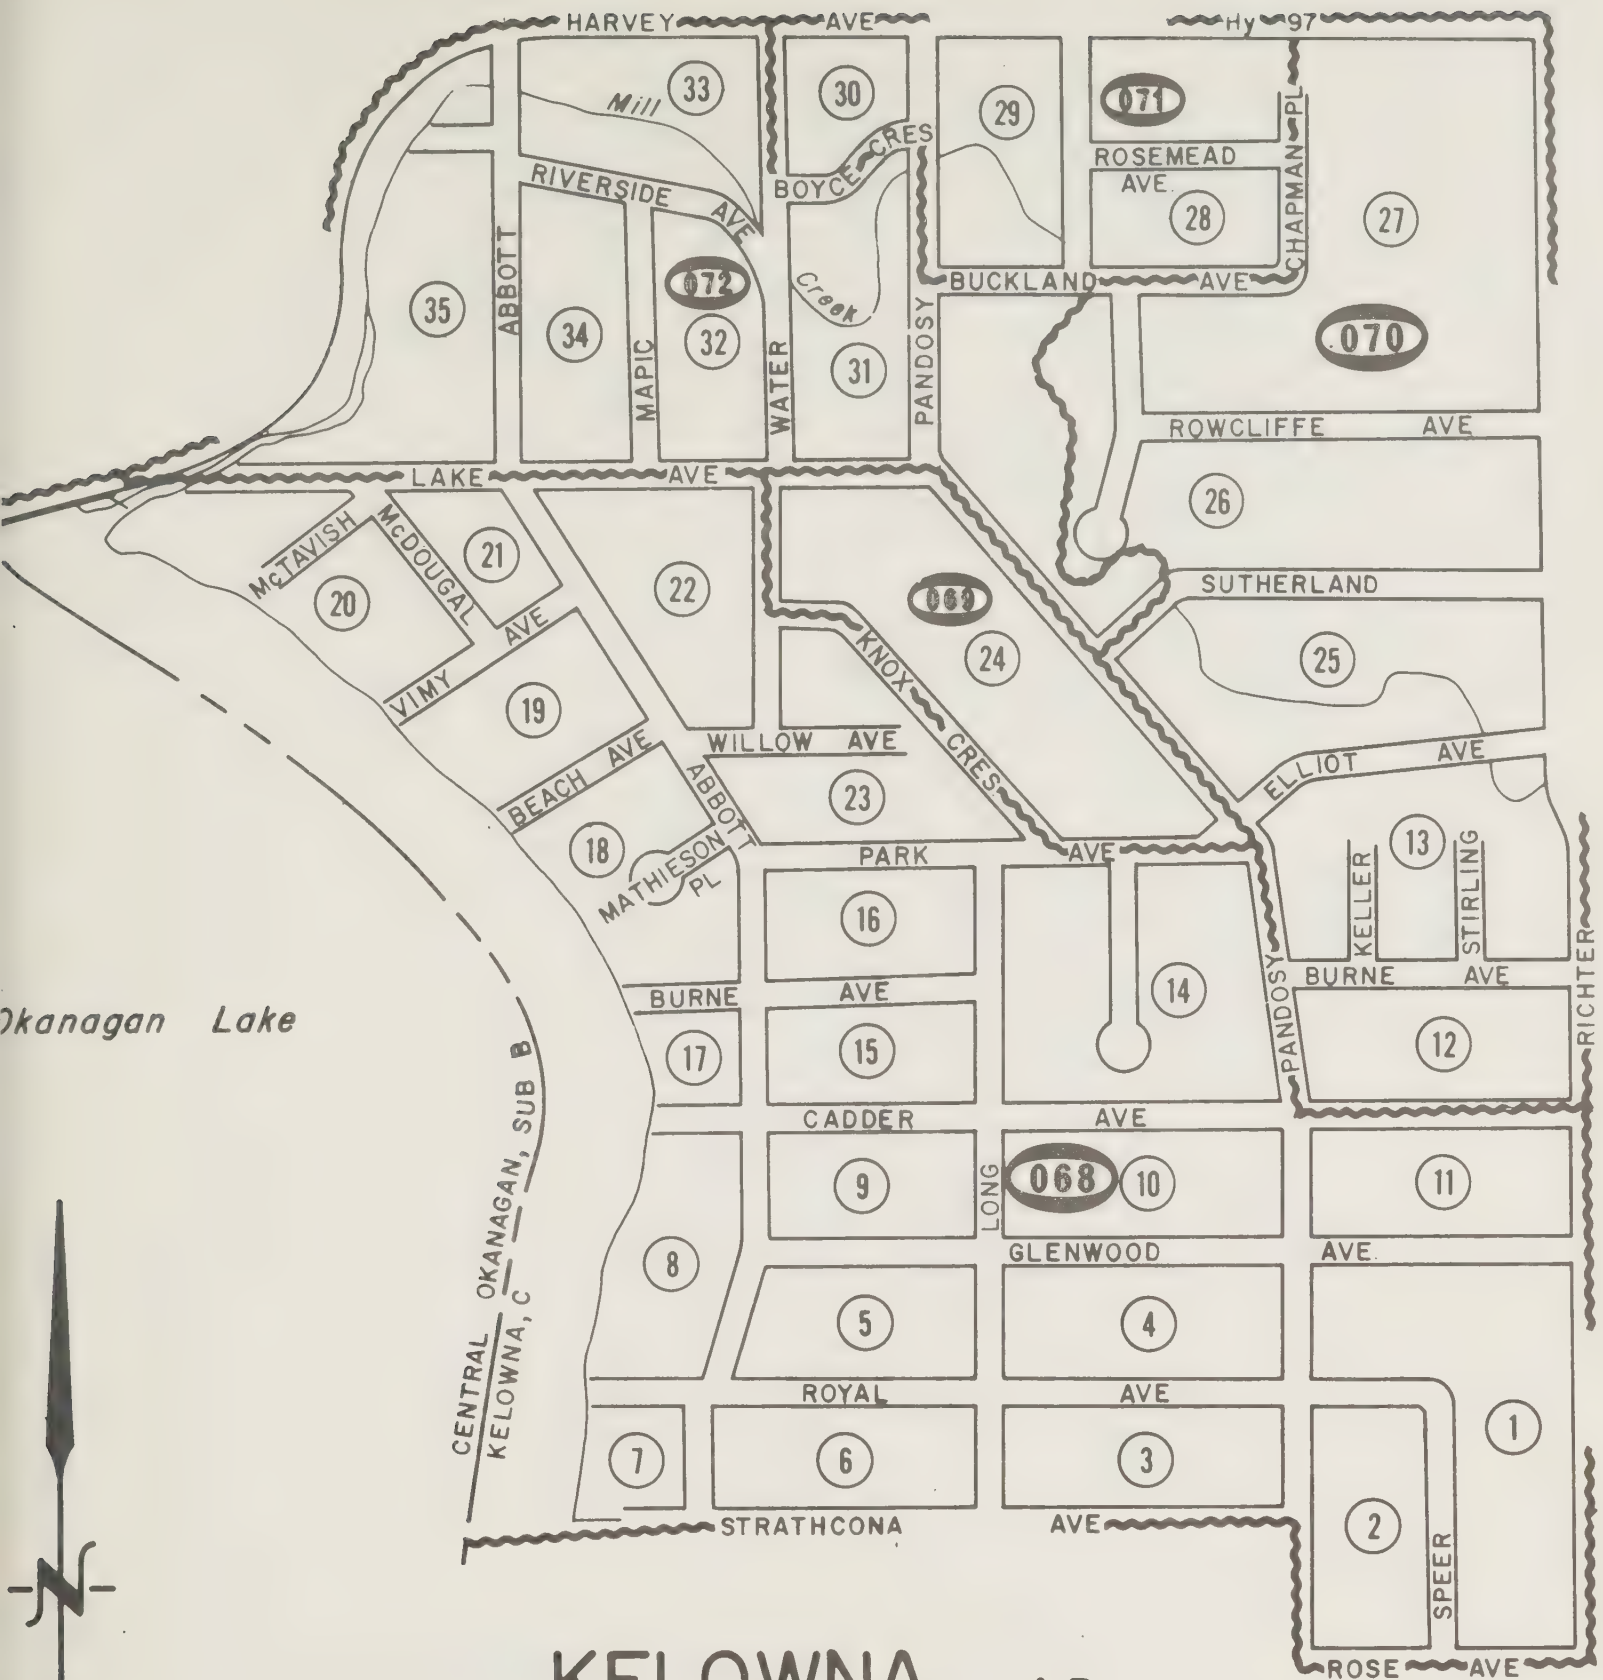 HARVEY AVE
Hy 97
33
Mill
30
29
071
ROSEMEAD
AVE.
28
CHAPMAN PL
27
BOYCE CRES
RIVERSIDE AVE
35
ABBOTT
34
MAPIC
072
32
WATER
Creek
31
PANDOSY
BUCKLAND AVE
070
ROWCLIFFE AVE
LAKE AVE
26
McTAVISH
McDOUGAL
21
20
22
SUTHERLAND
069
24
25
VIMY AVE
19
KNOX CRES.
WILLOW AVE
BEACH AVE
ABBOTT
23
ELLIOT AVE
18
MATHIESON
PL
PARK AVE
13
KELLER
STIRLING
16
RICHTER
BURNE AVE
14
PANDOSY
BURNE AVE
Okanagan Lake
17
15
12
CADDER AVE
9
LONG
068
10
11
GLENWOOD AVE.
8
5
4
CENTRAL OKANAGAN, SUB B
KELOWNA, C
ROYAL AVE
1
7
6
3
STRATHCONA AVE
2
SPEER
N
KELOWNA
ROSE AVE